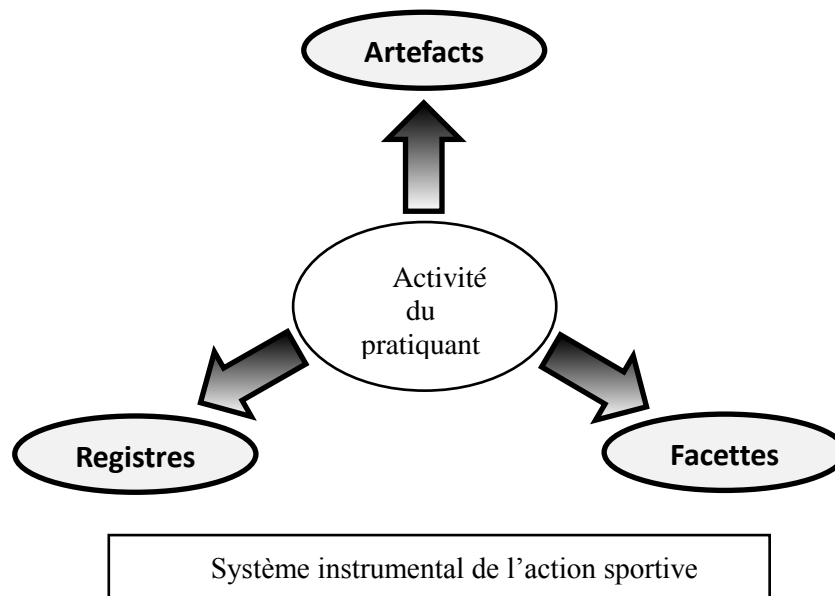 Artefacts
Activité
du
pratiquant
Registres
Facettes
Système instrumental de l’action sportive